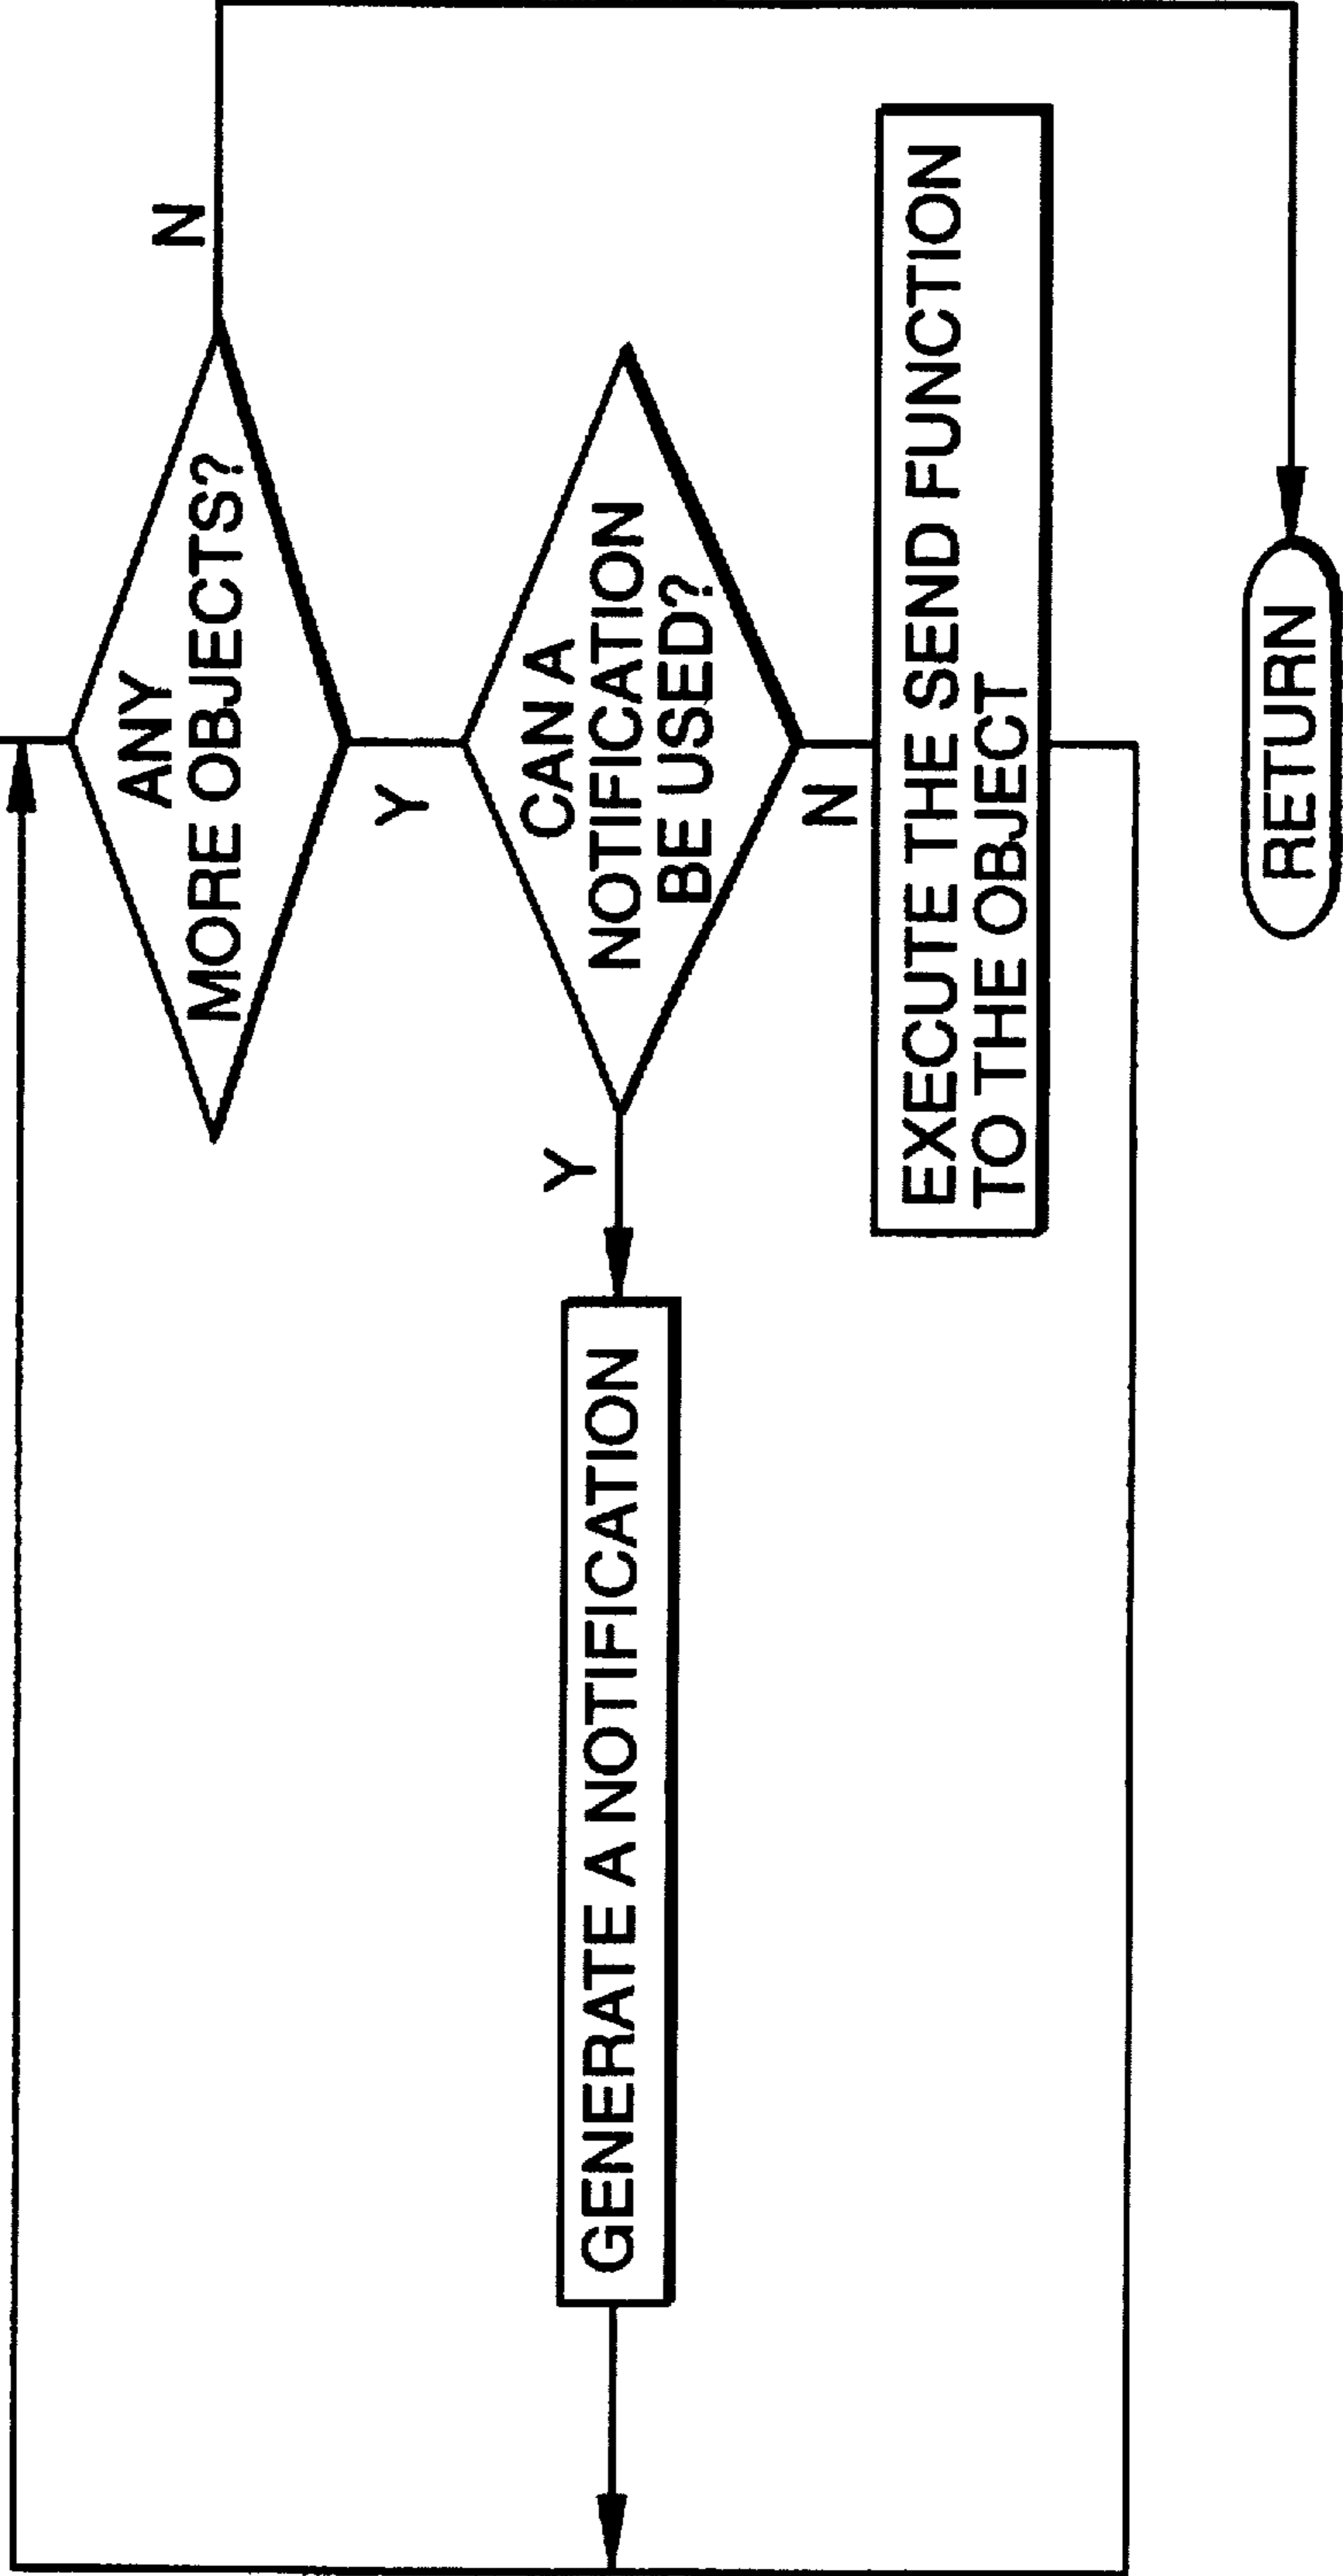 ANY
MORE OBJECTS?
N
Y
CAN A
NOTIFICATION
BE USED?
Y
GENERATE A NOTIFICATION
N
EXECUTE THE SEND FUNCTION
TO THE OBJECT
RETURN